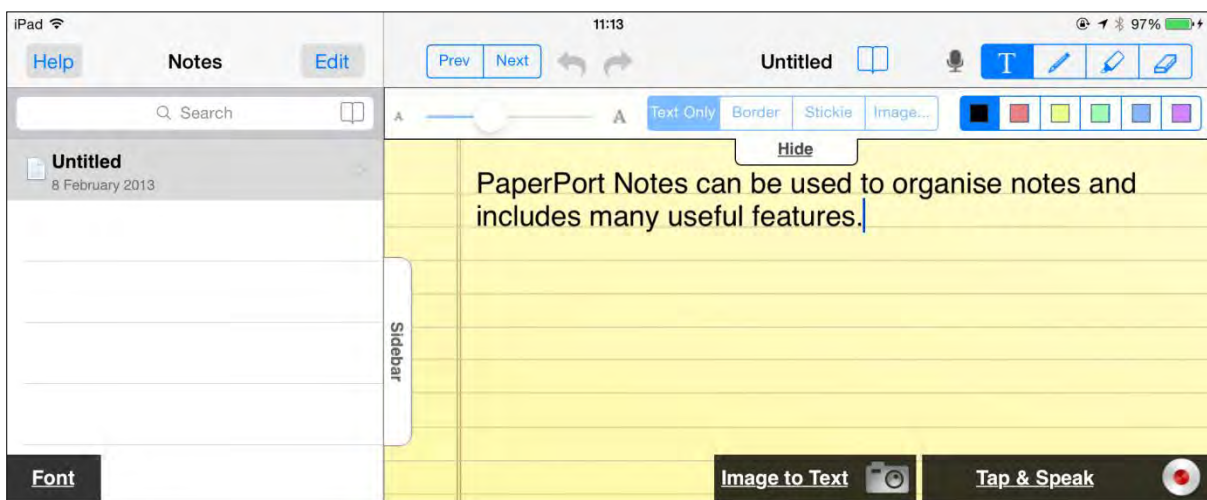 iPad 11:13 97%
Help Notes Edit Prev Next Untitled T
Search A A Text Only Border Stickie Image...
Hide
Untitled
8 February 2013
PaperPort Notes can be used to organise notes and
includes many useful features.
Sidebar
Font Image to Text Tap & Speak